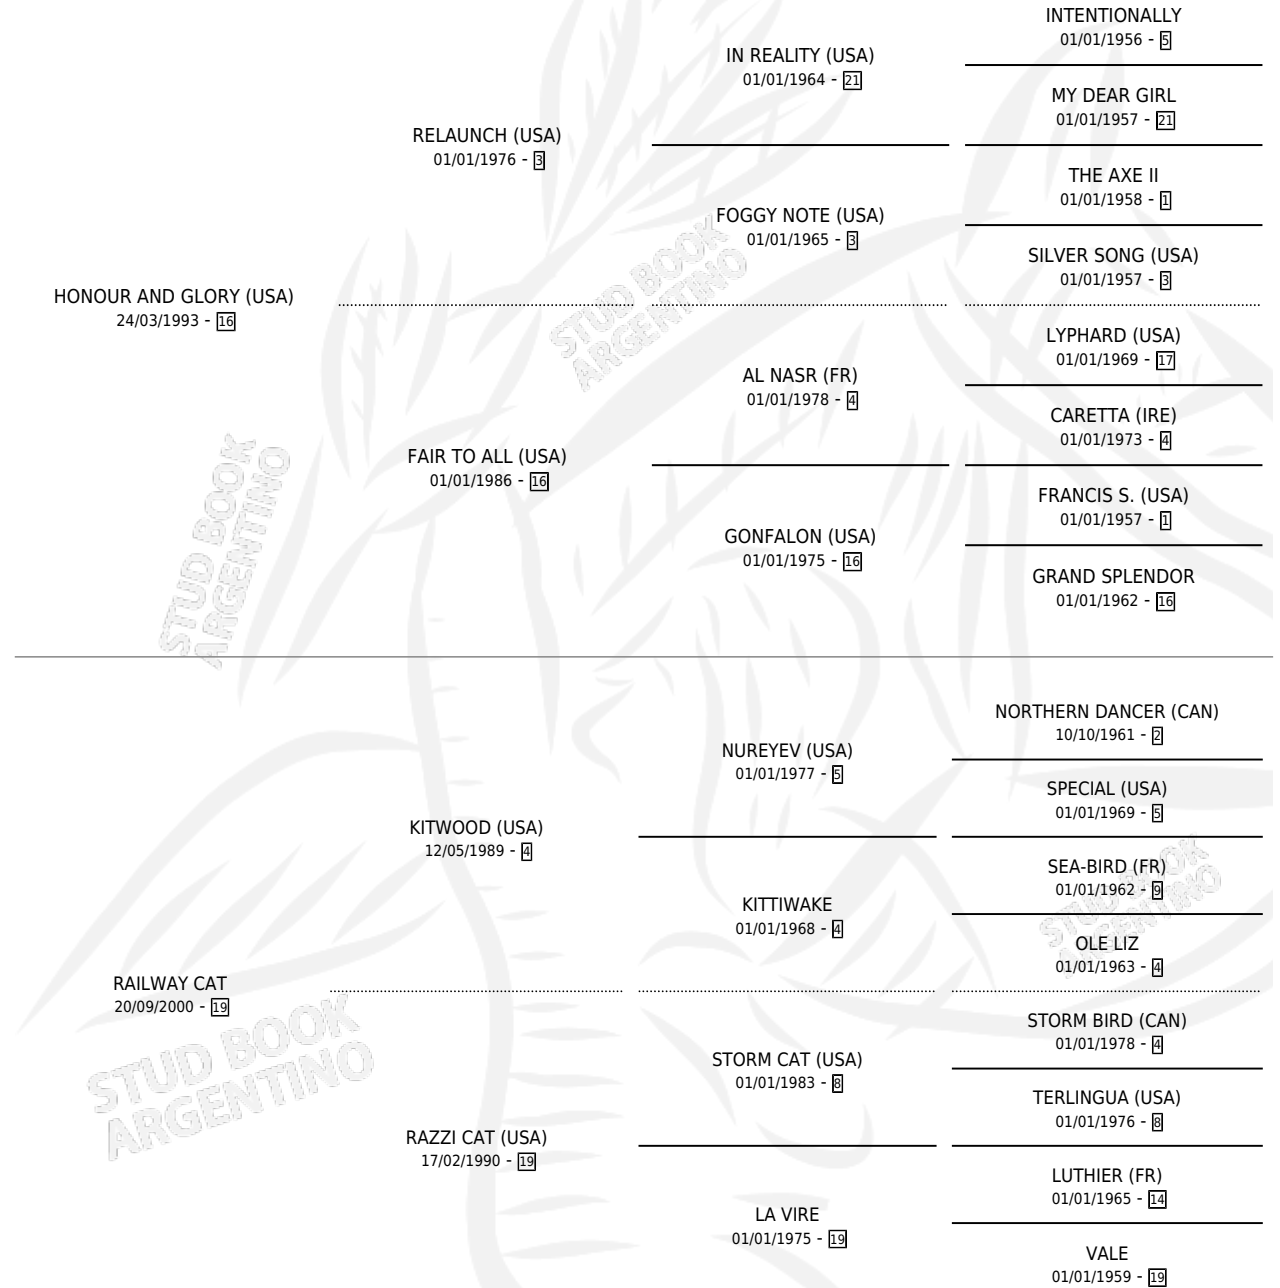 INTENTIONALLY
01/01/1956 - 5
IN REALITY (USA)
01/01/1964 - 21
MY DEAR GIRL
01/01/1957 - 21
RELAUNCH (USA)
01/01/1976 - 3
THE AXE II
01/01/1958 - 1
FOGGY NOTE (USA)
01/01/1965 - 3
SILVER SONG (USA)
01/01/1957 - 3
HONOUR AND GLORY (USA)
24/03/1993 - 16
STUD BOOK
ARGENTINO
LYPHARD (USA)
01/01/1969 - 17
AL NASR (FR)
01/01/1978 - 4
CARETTA (IRE)
01/01/1973 - 4
FAIR TO ALL (USA)
01/01/1986 - 16
FRANCIS S. (USA)
01/01/1957 - 1
GONFALON (USA)
01/01/1975 - 16
GRAND SPLENDOR
01/01/1962 - 16
STUD BOOK
ARGENTINO
NORTHERN DANCER (CAN)
10/10/1961 - 2
NUREYEV (USA)
01/01/1977 - 5
SPECIAL (USA)
01/01/1969 - 5
KITWOOD (USA)
12/05/1989 - 4
SEA-BIRD (FR)
01/01/1962 - 9
KITTIWAKE
01/01/1968 - 4
OLE LIZ
01/01/1963 - 4
STUD BOOK
ARGENTINO
RAILWAY CAT
20/09/2000 - 19
STORM BIRD (CAN)
01/01/1978 - 4
STORM CAT (USA)
01/01/1983 - 8
TERLINGUA (USA)
01/01/1976 - 8
STUD BOOK
ARGENTINO
RAZZI CAT (USA)
17/02/1990 - 19
LUTHIER (FR)
01/01/1965 - 14
LA VIRE
01/01/1975 - 19
VALE
01/01/1959 - 19